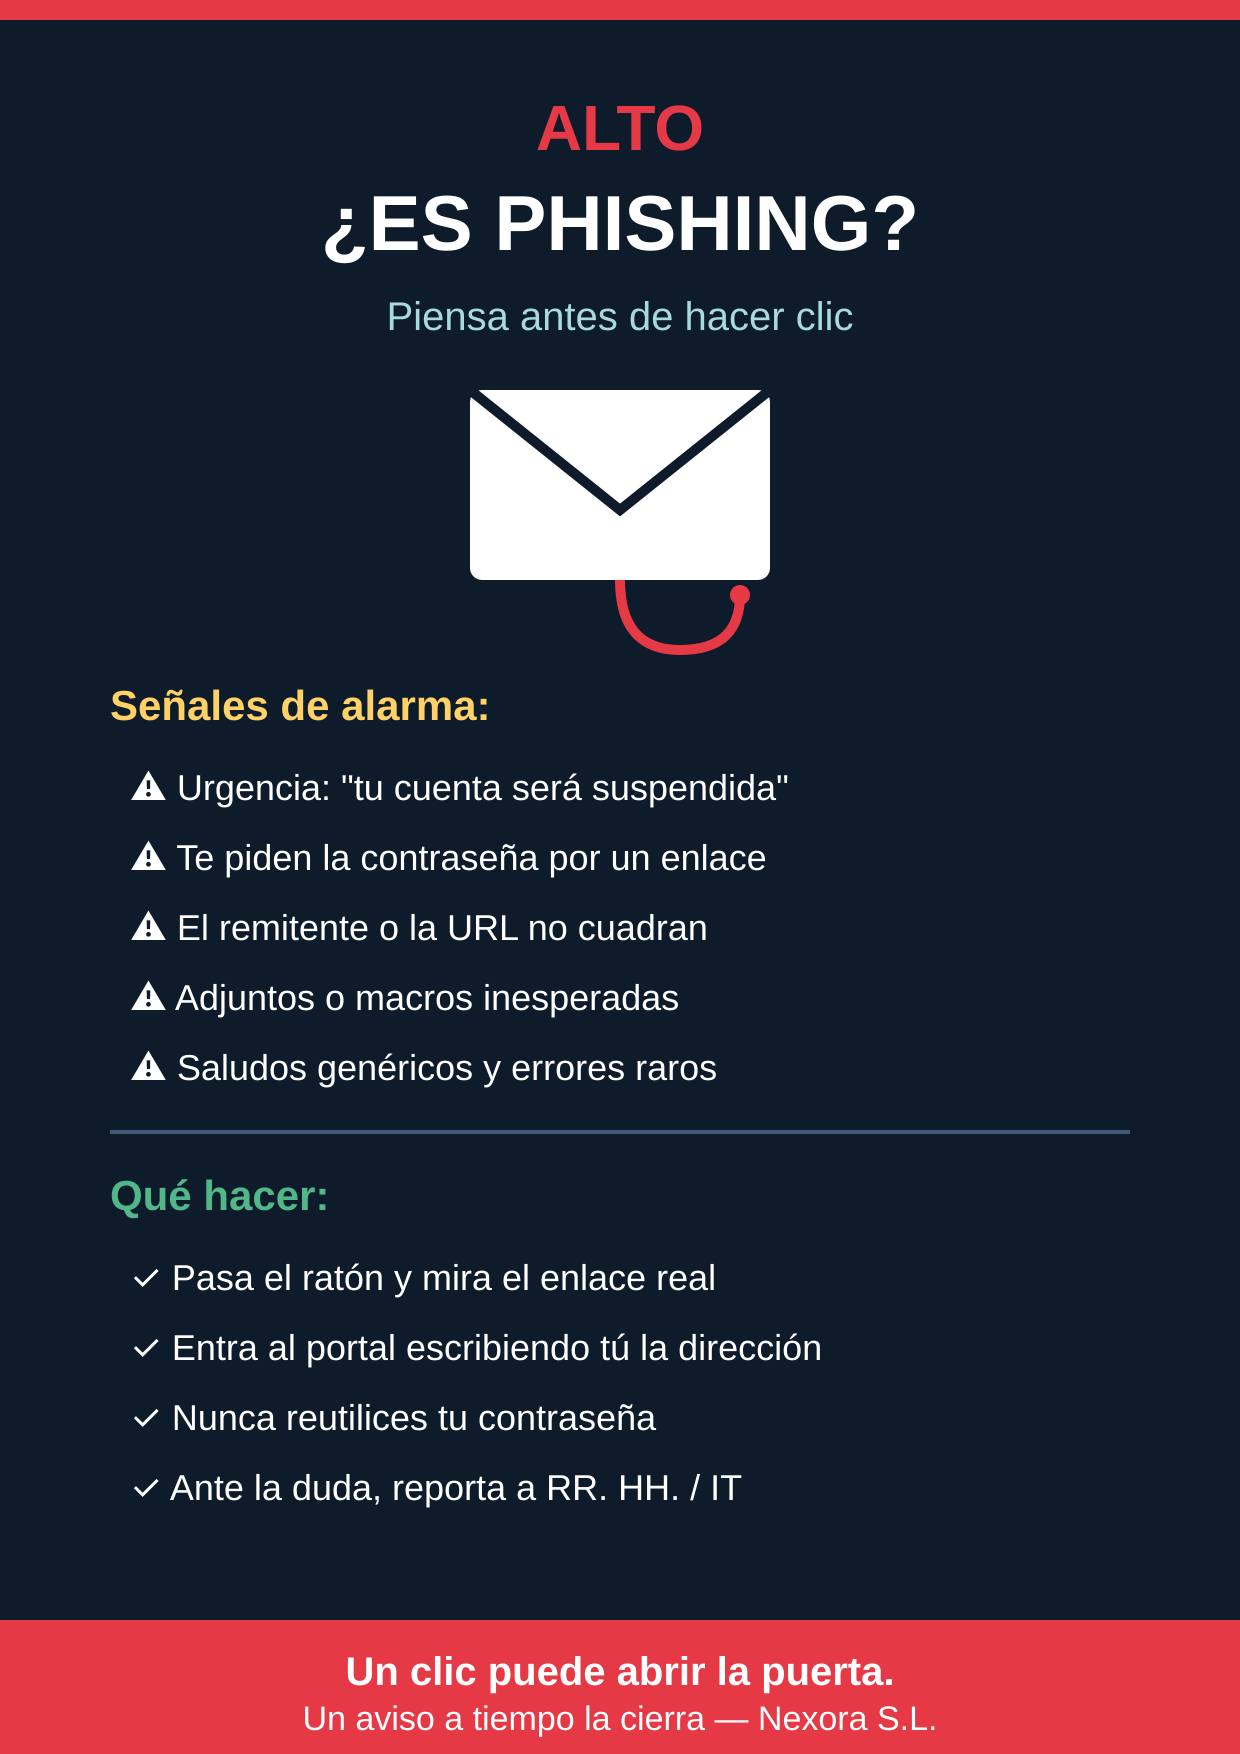 ALTO
¿ES PHISHING?
Piensa antes de hacer clic
Señales de alarma:
⚠ Urgencia: "tu cuenta será suspendida"
⚠ Te piden la contraseña por un enlace
⚠ El remitente o la URL no cuadran
⚠ Adjuntos o macros inesperadas
⚠ Saludos genéricos y errores raros
Qué hacer:
✓ Pasa el ratón y mira el enlace real
✓ Entra al portal escribiendo tú la dirección
✓ Nunca reutilices tu contraseña
✓ Ante la duda, reporta a RR. HH. / IT
Un clic puede abrir la puerta.
Un aviso a tiempo la cierra — Nexora S.L.